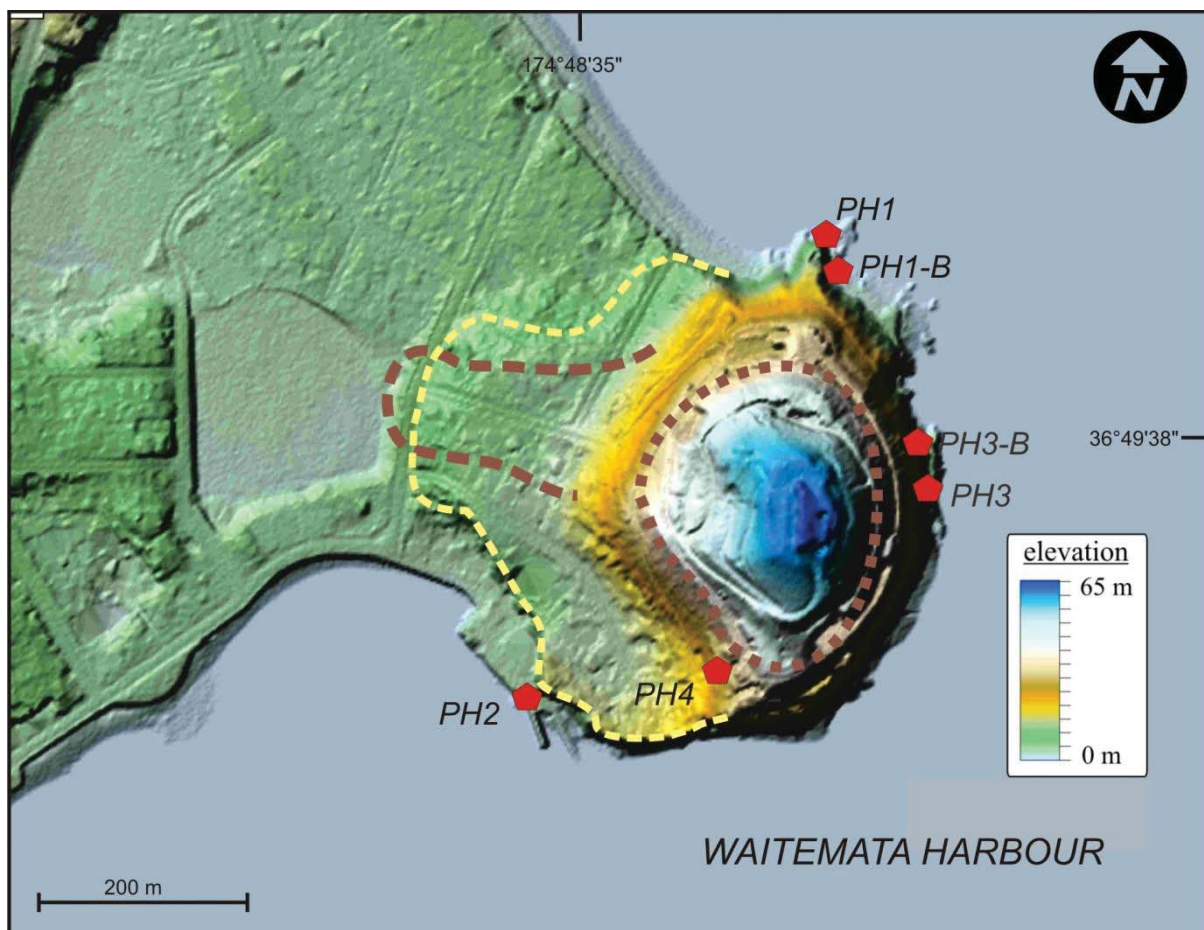 174°48'35"
N
PH1
PH1-B
36°49'38"
PH3-B
PH3
elevation
65 m
PH4
PH2
0 m
WAITEMATA HARBOUR
200 m